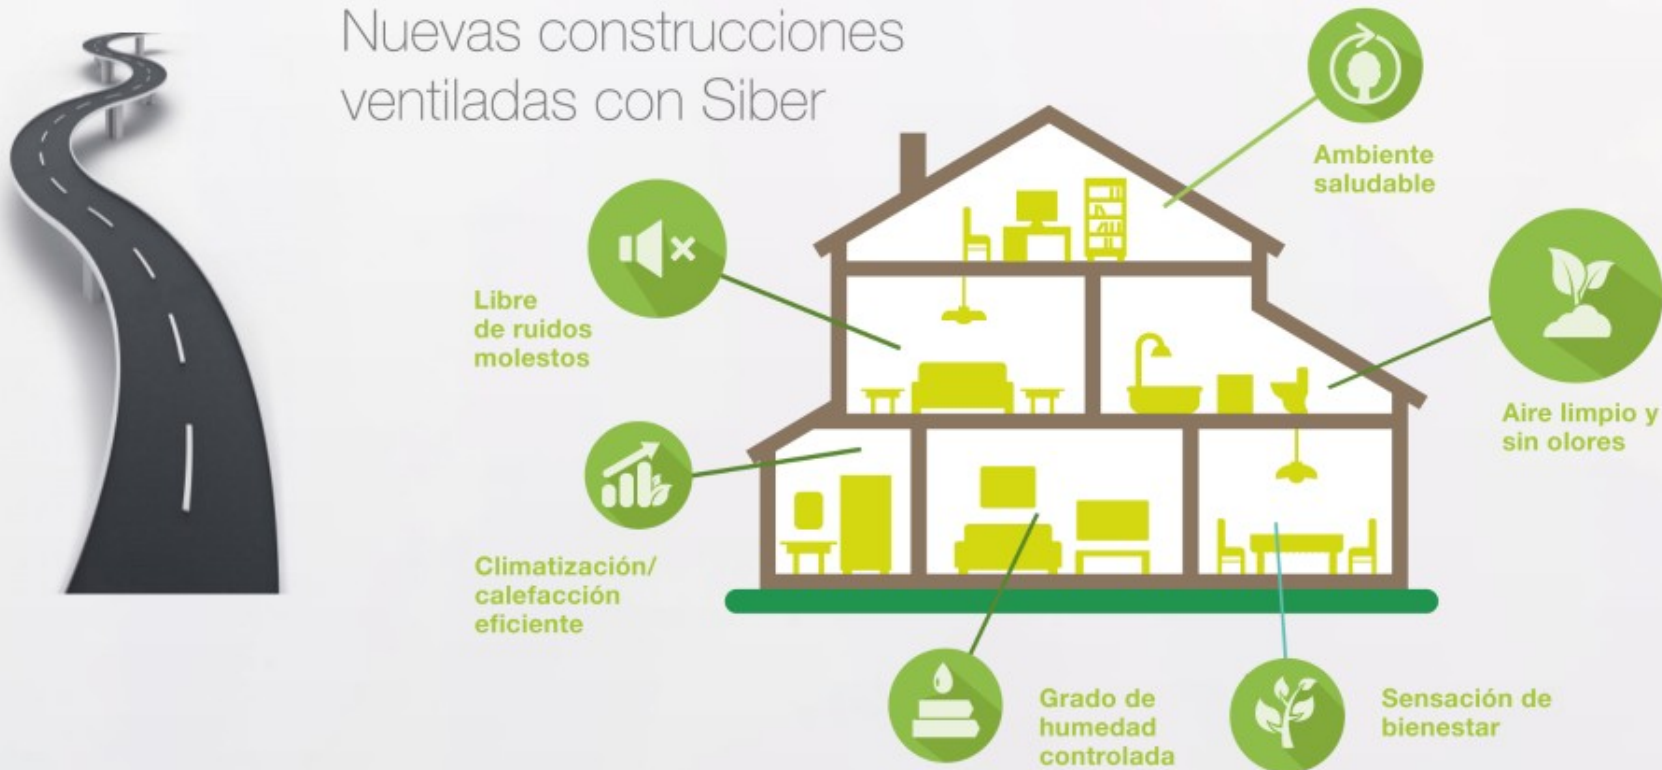 Nuevas construcciones
ventiladas con Siber
Ambiente
saludable
Libre
de ruidos
molestos
Aire limpio y
sin olores
Climatización/
calefacción
eficiente
Grado de
humedad
controlada
Sensación de
bienestar